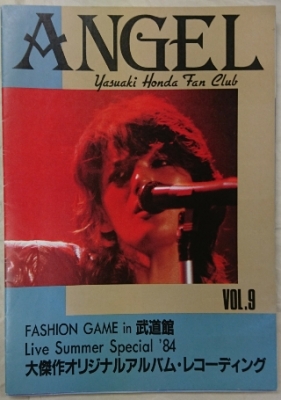 ANGEL
Yasuaki Honda Fan Club
VOL.9
FASHION GAME in 武道館
Live Summer Special '84
大傑作オリジナルアルバム・レコーディング